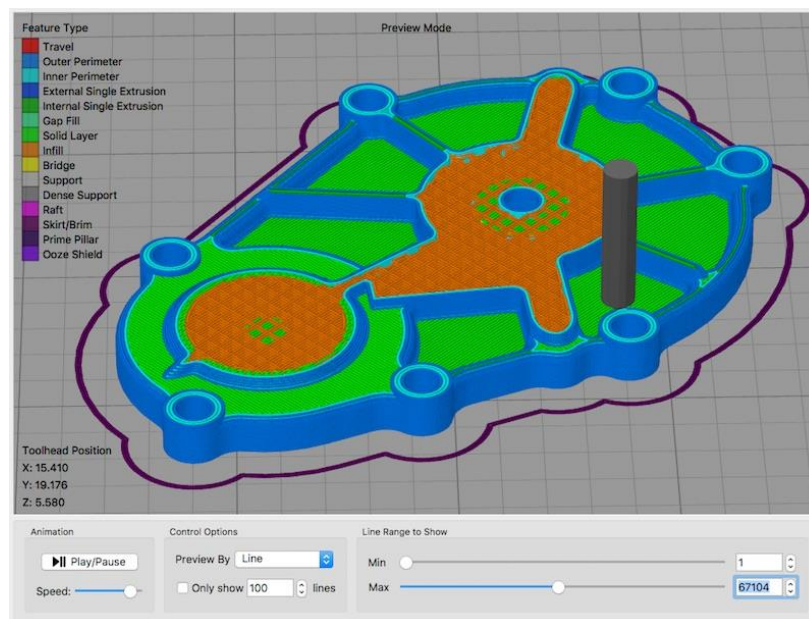 Feature Type
Preview Mode
Travel
Outer Perimeter
Inner Perimeter
External Single Extrusion
Internal Single Extrusion
Gap Fill
Solid Layer
Infill
Bridge
Support
Dense Support
Raft
Skirt/Brim
Prime Pillar
Ooze Shield
Toolhead Position
X: 15.410
Y: 19.176
Z: 5.580
Animation
Control Options
Line Range to Show
Play/Pause
Preview By Line
Min 1
Speed:
Only show 100 lines
Max 67104